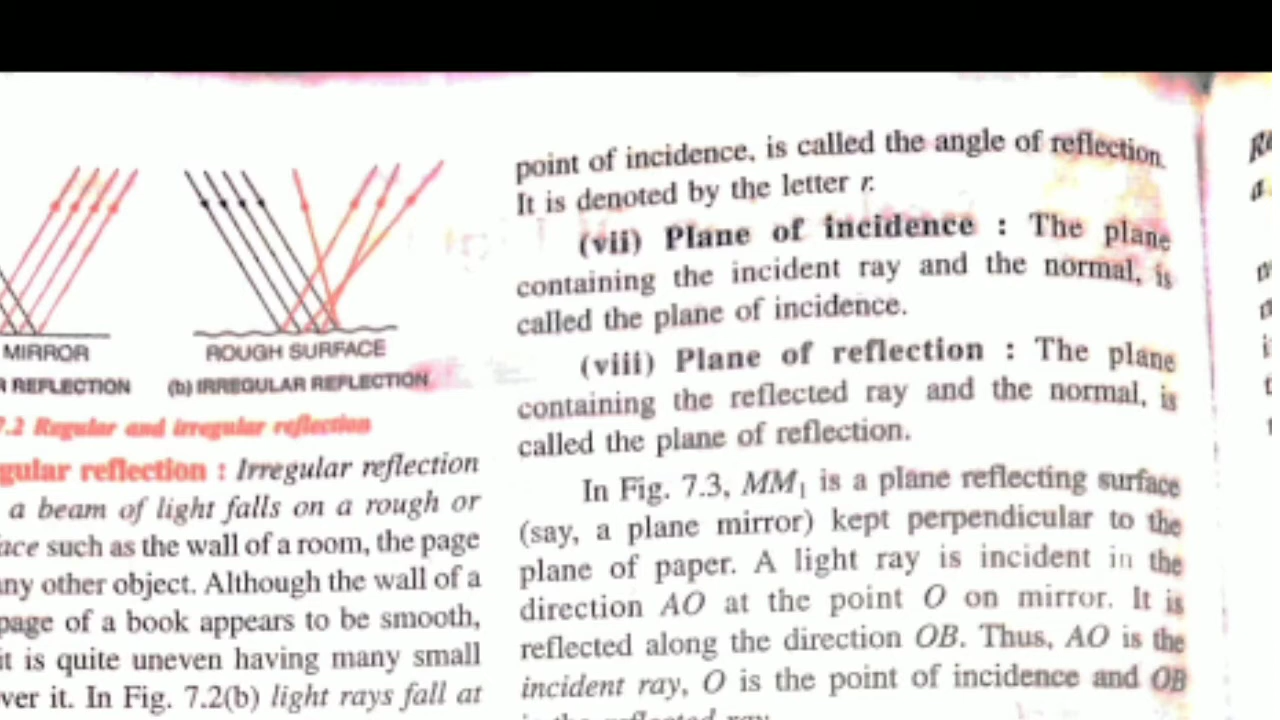 MIRROR
ROUGH SURFACE
REFLECTION
(b) IRREGULAR REFLECTION
7.2 Regular and irregular reflection
gular reflection : Irregular reflection
a beam of light falls on a rough or
ace such as the wall of a room, the page
any other object. Although the wall of a
page of a book appears to be smooth,
it is quite uneven having many small
ver it. In Fig. 7.2(b) light rays fall at
point of incidence, is called the angle of reflection.
It is denoted by the letter r.
(vii) Plane of incidence : The plane
containing the incident ray and the normal, is
called the plane of incidence.
(viii) Plane of reflection : The plane
containing the reflected ray and the normal, is
called the plane of reflection.
In Fig. 7.3, MM₁ is a plane reflecting surface
(say, a plane mirror) kept perpendicular to the
plane of paper. A light ray is incident in the
direction AO at the point O on mirror. It is
reflected along the direction OB. Thus, AO is the
incident ray, O is the point of incidence and OB